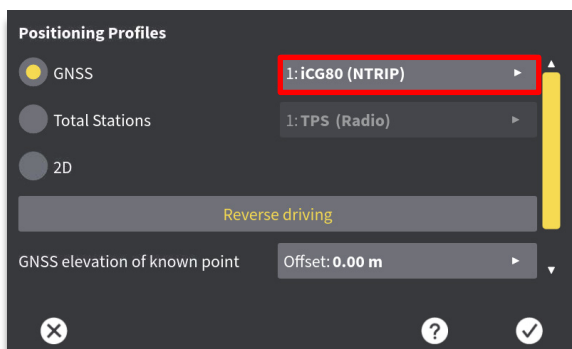 Positioning Profiles
GNSS
1: iCG80 (NTRIP)
Total Stations
1: TPS (Radio)
2D
Reverse driving
GNSS elevation of known point
Offset: 0.00 m
?